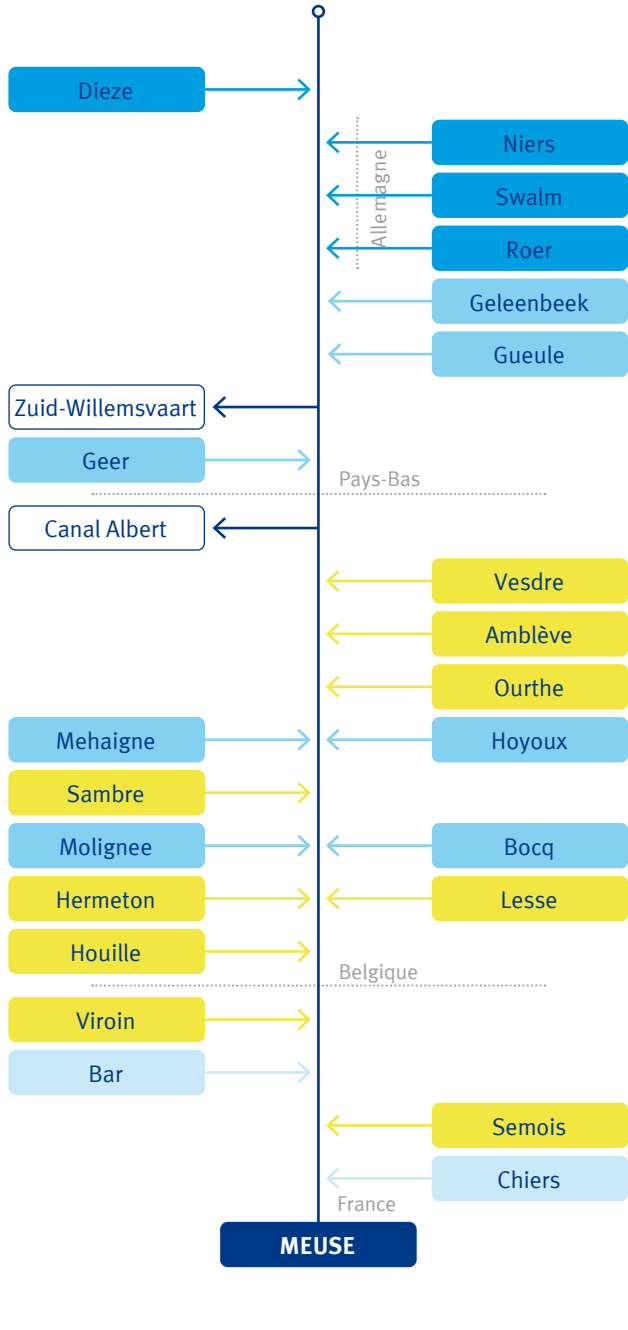 Dieze
Niers
Allemagne
Swalm
Roer
Geleenbeek
Gueule
Zuid-Willemsvaart
Geer
Pays-Bas
Canal Albert
Vesdre
Amblève
Ourthe
Mehaigne
Hoyoux
Sambre
Molignee
Bocq
Hermeton
Lesse
Houille
Belgique
Viroin
Bar
Semois
Chiers
France
MEUSE